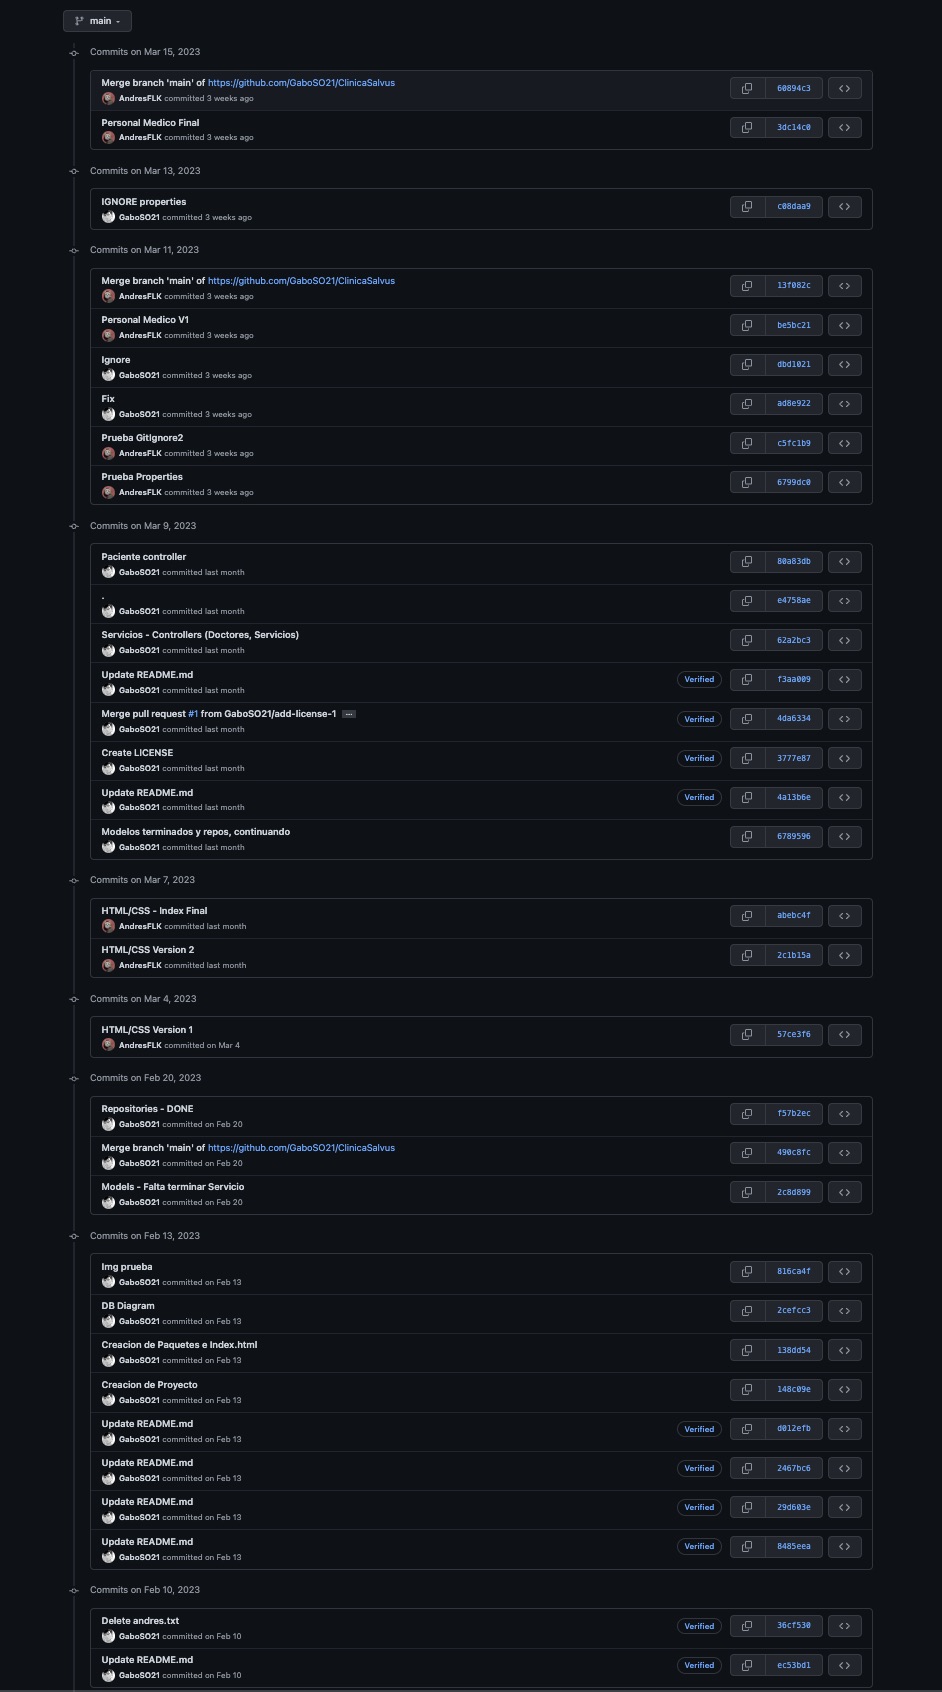 main
Commits on Mar 15, 2023
Merge branch 'main' of https://github.com/GaboSO21/ClinicaSalvus
60894c3
AndresFLK committed 3 weeks ago
Personal Medico Final
3dc14c0
AndresFLK committed 3 weeks ago
Commits on Mar 13, 2023
IGNORE properties
c08daa9
GaboSO21 committed 3 weeks ago
Commits on Mar 11, 2023
Merge branch 'main' of https://github.com/GaboSO21/ClinicaSalvus
13f082c
AndresFLK committed 3 weeks ago
Personal Medico V1
be5bc21
AndresFLK committed 3 weeks ago
Ignore
dbd1021
GaboSO21 committed 3 weeks ago
Fix
ad8e922
GaboSO21 committed 3 weeks ago
Prueba GitIgnore2
c5fc1b9
AndresFLK committed 3 weeks ago
Prueba Properties
6799dc0
AndresFLK committed 3 weeks ago
Commits on Mar 9, 2023
Paciente controller
80a83db
GaboSO21 committed last month
.
e4758ae
GaboSO21 committed last month
Servicios - Controllers (Doctores, Servicios)
62a2bc3
GaboSO21 committed last month
Update README.md
Verified f3aa009
GaboSO21 committed last month
Merge pull request #1 from GaboSO21/add-license-1 …
Verified 4da6334
GaboSO21 committed last month
Create LICENSE
Verified 3777e87
GaboSO21 committed last month
Update README.md
Verified 4a13b6e
GaboSO21 committed last month
Modelos terminados y repos, continuando
6789596
GaboSO21 committed last month
Commits on Mar 7, 2023
HTML/CSS - Index Final
abebc4f
AndresFLK committed last month
HTML/CSS Version 2
2c1b15a
AndresFLK committed last month
Commits on Mar 4, 2023
HTML/CSS Version 1
57ce3f6
AndresFLK committed on Mar 4
Commits on Feb 20, 2023
Repositories - DONE
f57b2ec
GaboSO21 committed on Feb 20
Merge branch 'main' of https://github.com/GaboSO21/ClinicaSalvus
490c8fc
GaboSO21 committed on Feb 20
Models - Falta terminar Servicio
2c8d899
GaboSO21 committed on Feb 20
Commits on Feb 13, 2023
Img prueba
816ca4f
GaboSO21 committed on Feb 13
DB Diagram
2cefcc3
GaboSO21 committed on Feb 13
Creacion de Paquetes e Index.html
138dd54
GaboSO21 committed on Feb 13
Creacion de Proyecto
148c09e
GaboSO21 committed on Feb 13
Update README.md
Verified d012efb
GaboSO21 committed on Feb 13
Update README.md
Verified 2467bc6
GaboSO21 committed on Feb 13
Update README.md
Verified 29d603e
GaboSO21 committed on Feb 13
Update README.md
Verified 8485eea
GaboSO21 committed on Feb 13
Commits on Feb 10, 2023
Delete andres.txt
Verified 36cf530
GaboSO21 committed on Feb 10
Update README.md
Verified ec53bd1
GaboSO21 committed on Feb 10